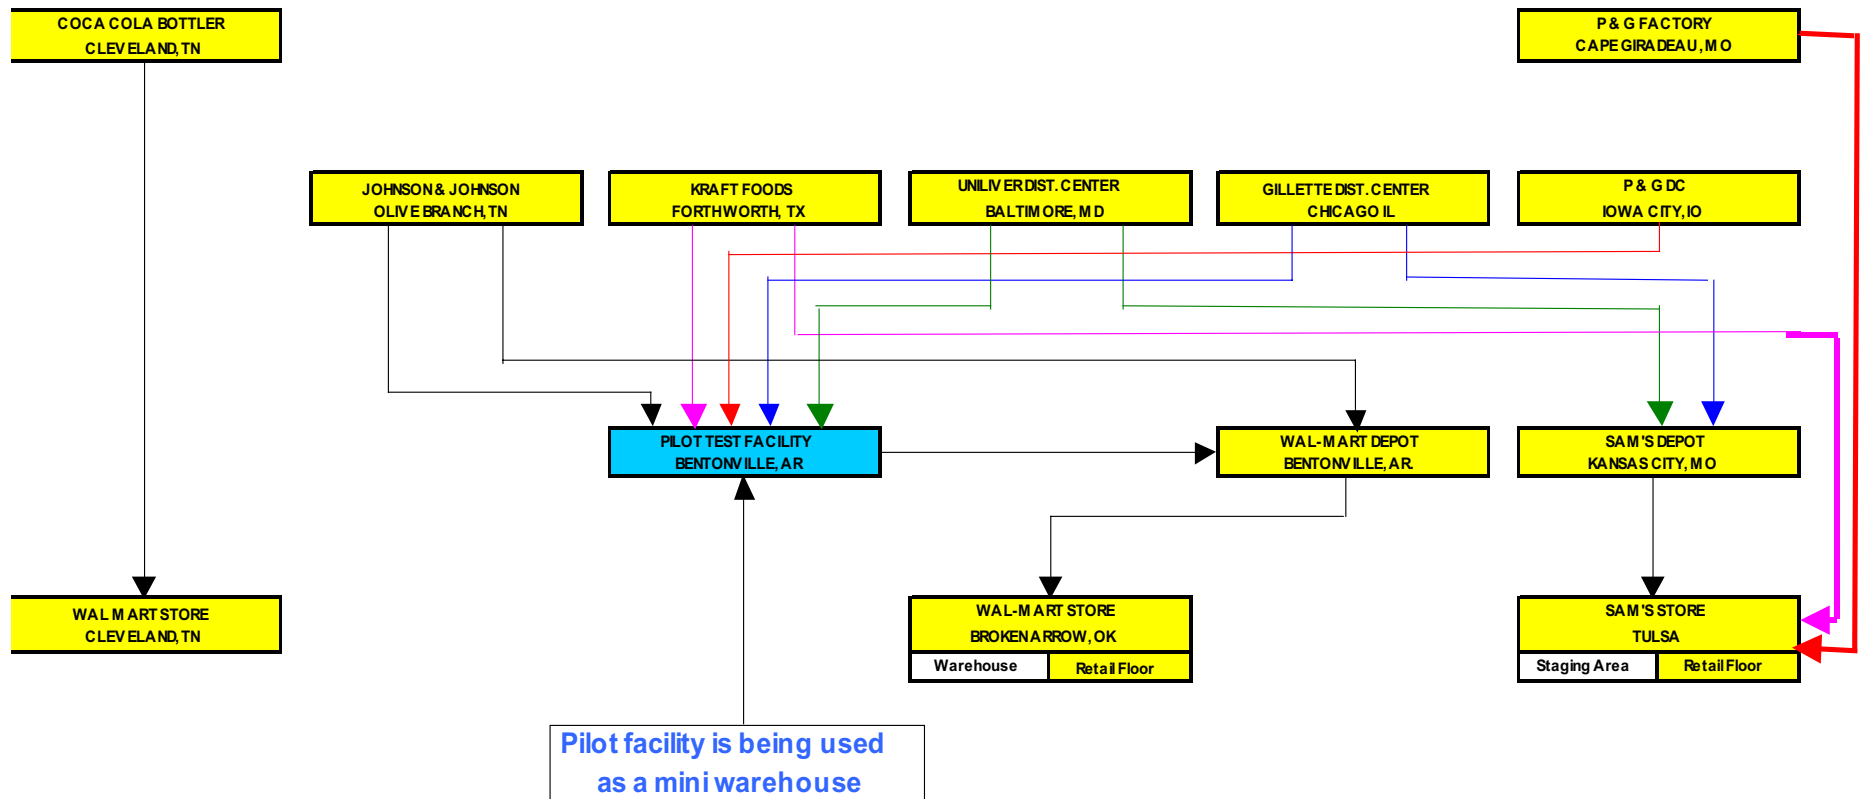 COCA COLA BOTTLER
CLEVELAND, TN
P & G FACTORY
CAPE GIRADEAU, MO
JOHNSON & JOHNSON
OLIVE BRANCH, TN
KRAFT FOODS
FORTHWORTH, TX
UNILIVER DIST. CENTER
BALTIMORE, MD
GILLETTE DIST. CENTER
CHICAGO IL
P & G DC
IOWA CITY, IO
PILOT TEST FACILITY
BENTONVILLE, AR
WAL-MART DEPOT
BENTONVILLE, AR.
SAM'S DEPOT
KANSAS CITY, MO
WAL MART STORE
CLEVELAND, TN
WAL-MART STORE
BROKEN ARROW, OK
Warehouse
Retail Floor
SAM'S STORE
TULSA
Staging Area
Retail Floor
Pilot facility is being used
as a mini warehouse